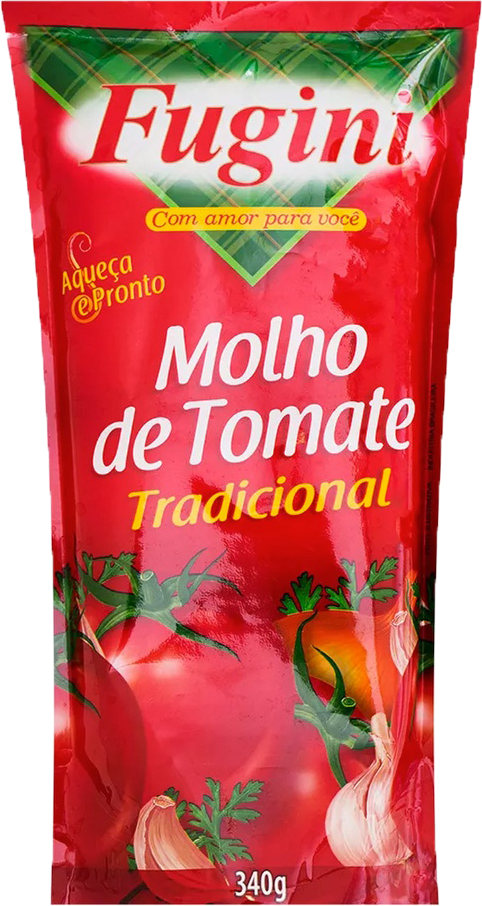 Fugini
Com amor para você
Aqueça
e Pronto
Molho
de Tomate
Tradicional
340g